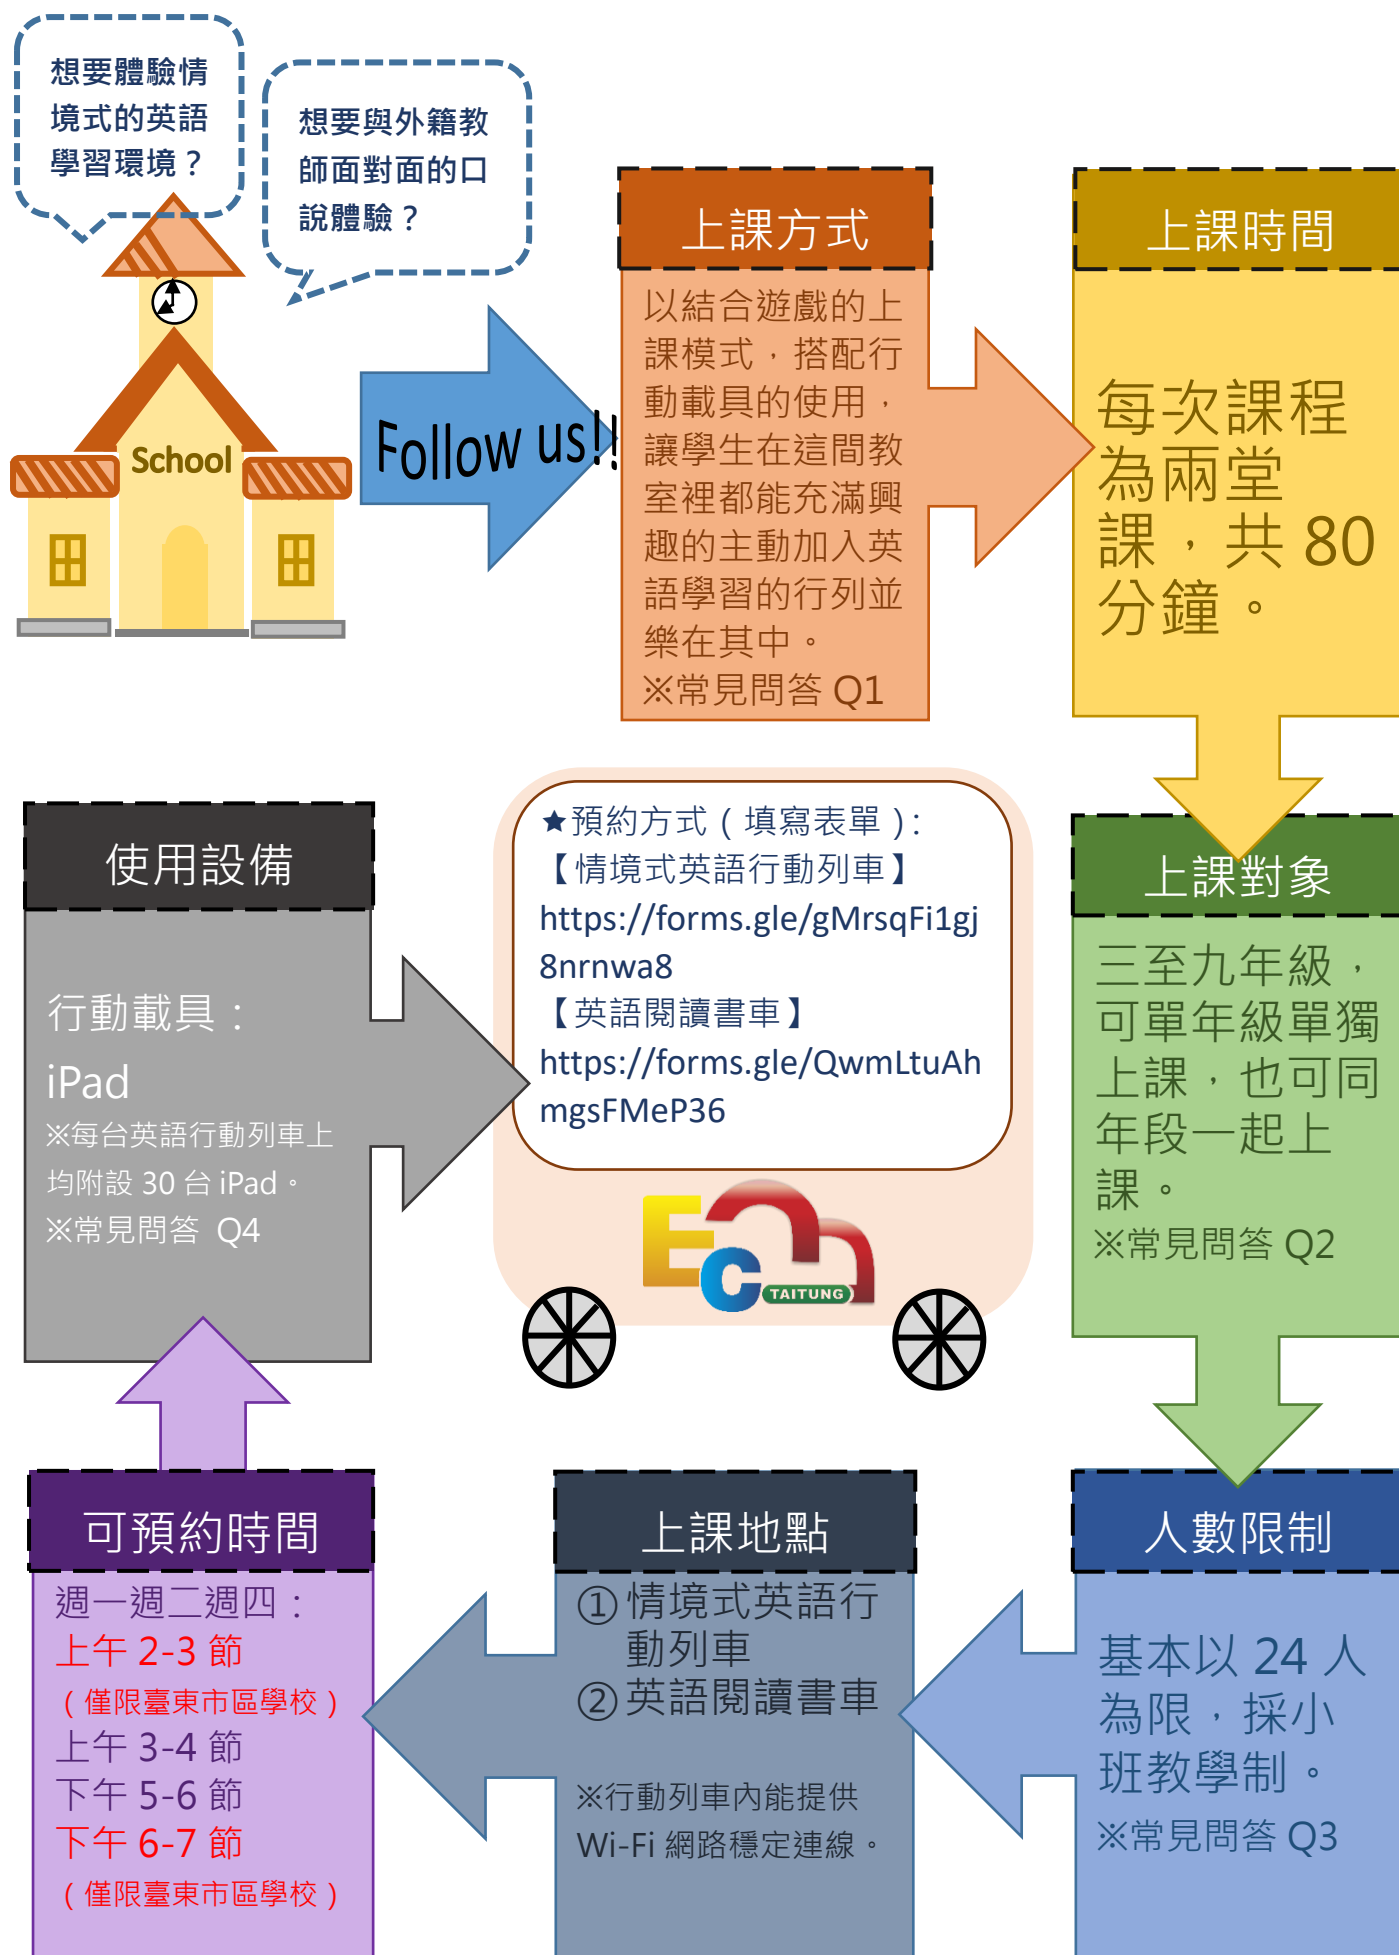 想要體驗情
境式的英語
學習環境？
想要與外籍教
師面對面的口
說體驗？
School
Follow us!!
上課方式
以結合遊戲的上
課模式，搭配行
動載具的使用，
讓學生在這間教
室裡都能充滿興
趣的主動加入英
語學習的行列並
樂在其中。
※常見問答 Q1
上課時間
每次課程
為兩堂
課，共 80
分鐘。
上課對象
三至九年級，
可單年級單獨
上課，也可同
年段一起上
課。
※常見問答 Q2
人數限制
基本以 24 人
為限，採小
班教學制。
※常見問答 Q3
上課地點
① 情境式英語行
動列車
② 英語閱讀書車
※行動列車內能提供
Wi-Fi 網路穩定連線。
可預約時間
週一週二週四：
上午 2-3 節
（僅限臺東市區學校）
上午 3-4 節
下午 5-6 節
下午 6-7 節
（僅限臺東市區學校）
使用設備
行動載具：
iPad
※每台英語行動列車上
均附設 30 台 iPad。
※常見問答 Q4
★預約方式（填寫表單）：
【情境式英語行動列車】
https://forms.gle/gMrsqFi1gj
8nrnwa8
【英語閱讀書車】
https://forms.gle/QwmLtuAh
mgsFMeP36
EC
TAITUNG